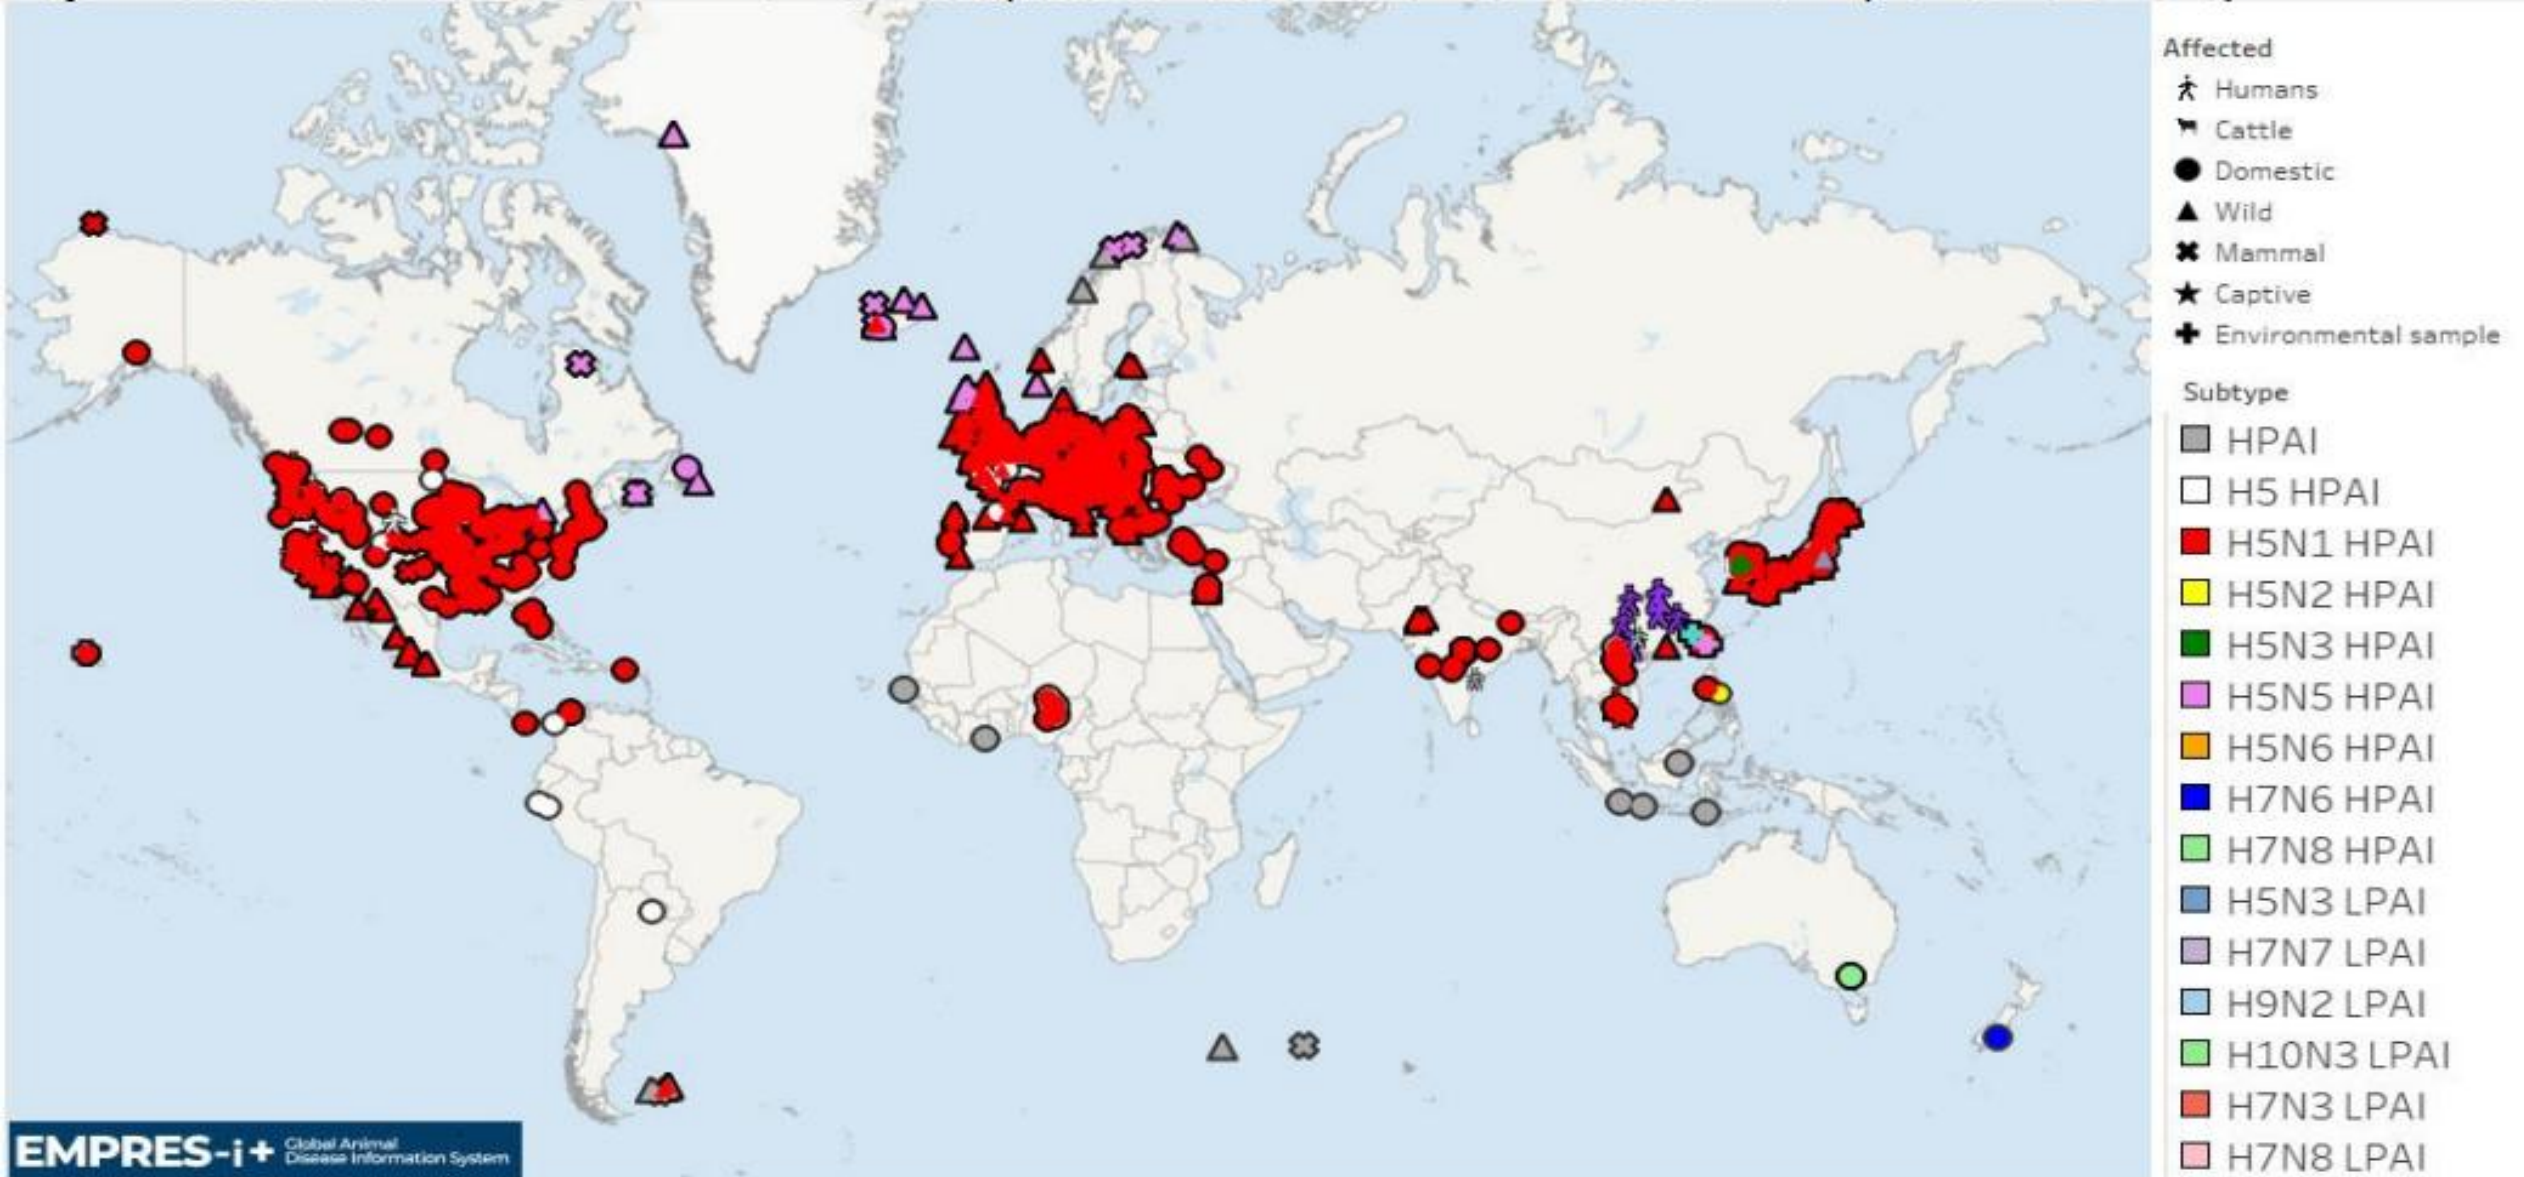 Affected
Humans
Cattle
Domestic
Wild
Mammal
Captive
Environmental sample
Subtype
HPAI
H5 HPAI
H5N1 HPAI
H5N2 HPAI
H5N3 HPAI
H5N5 HPAI
H5N6 HPAI
H7N6 HPAI
H7N8 HPAI
H5N3 LPAI
H7N7 LPAI
H9N2 LPAI
H10N3 LPAI
H7N3 LPAI
H7N8 LPAI
EMPRES-i+ Global Animal
Disease Information System